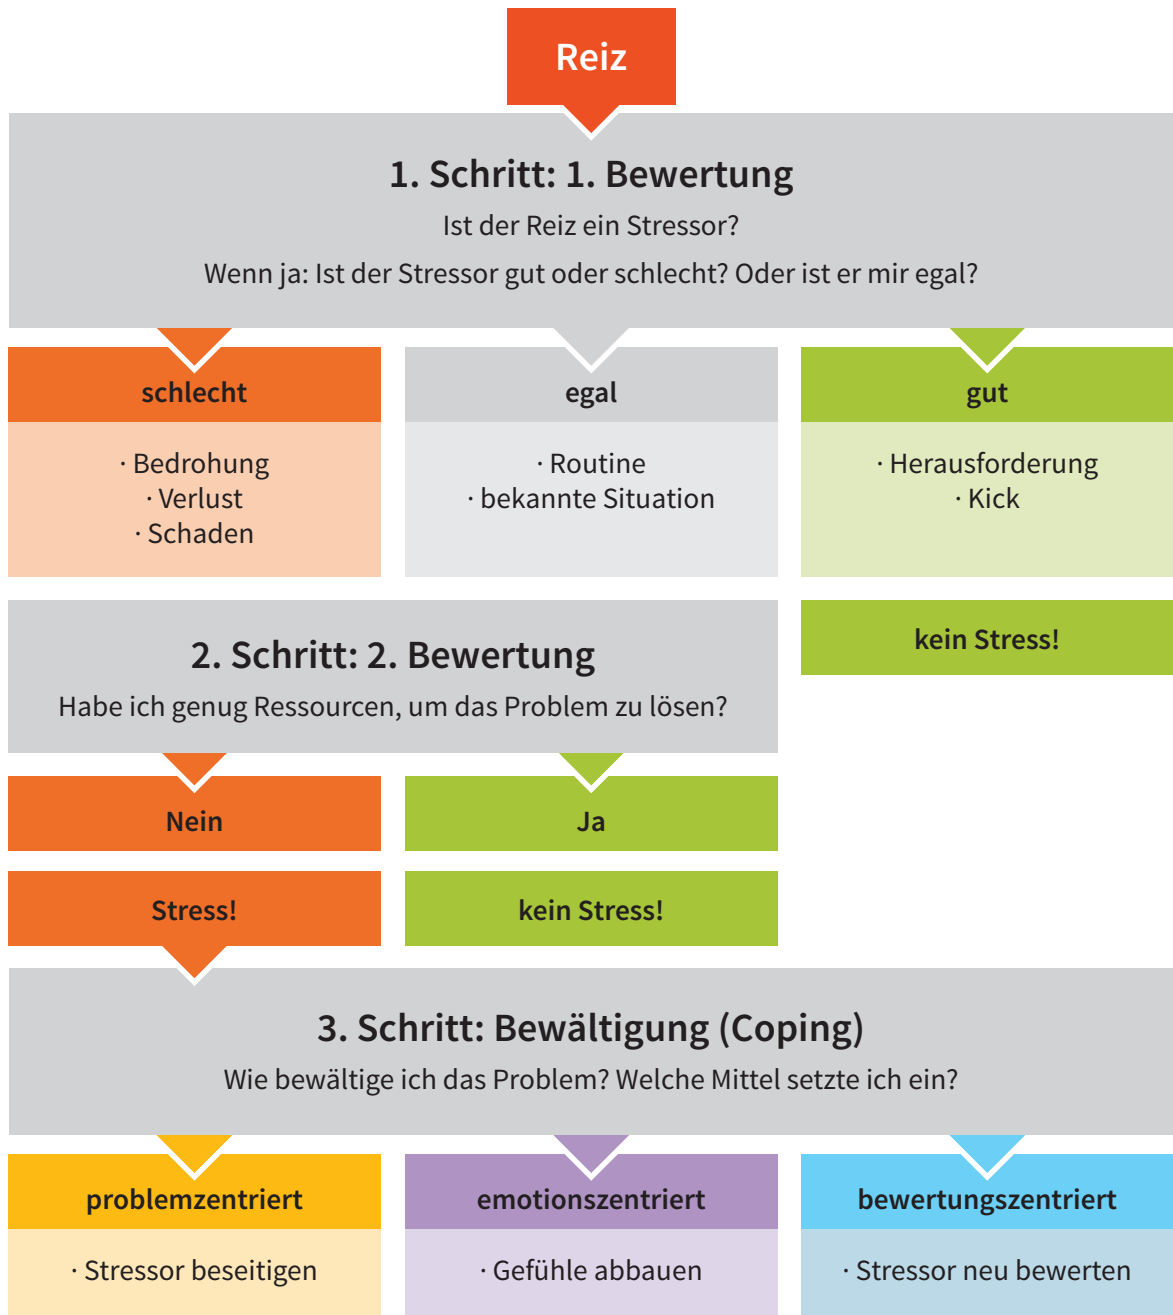 Reiz
1. Schritt: 1. Bewertung
Ist der Reiz ein Stressor?
Wenn ja: Ist der Stressor gut oder schlecht? Oder ist er mir egal?
schlecht
· Bedrohung
· Verlust
· Schaden
egal
· Routine
· bekannte Situation
gut
· Herausforderung
· Kick
2. Schritt: 2. Bewertung
Habe ich genug Ressourcen, um das Problem zu lösen?
kein Stress!
Nein
Ja
Stress!
kein Stress!
3. Schritt: Bewältigung (Coping)
Wie bewältige ich das Problem? Welche Mittel setzte ich ein?
problemzentriert
· Stressor beseitigen
emotionszentriert
· Gefühle abbauen
bewertungszentriert
· Stressor neu bewerten